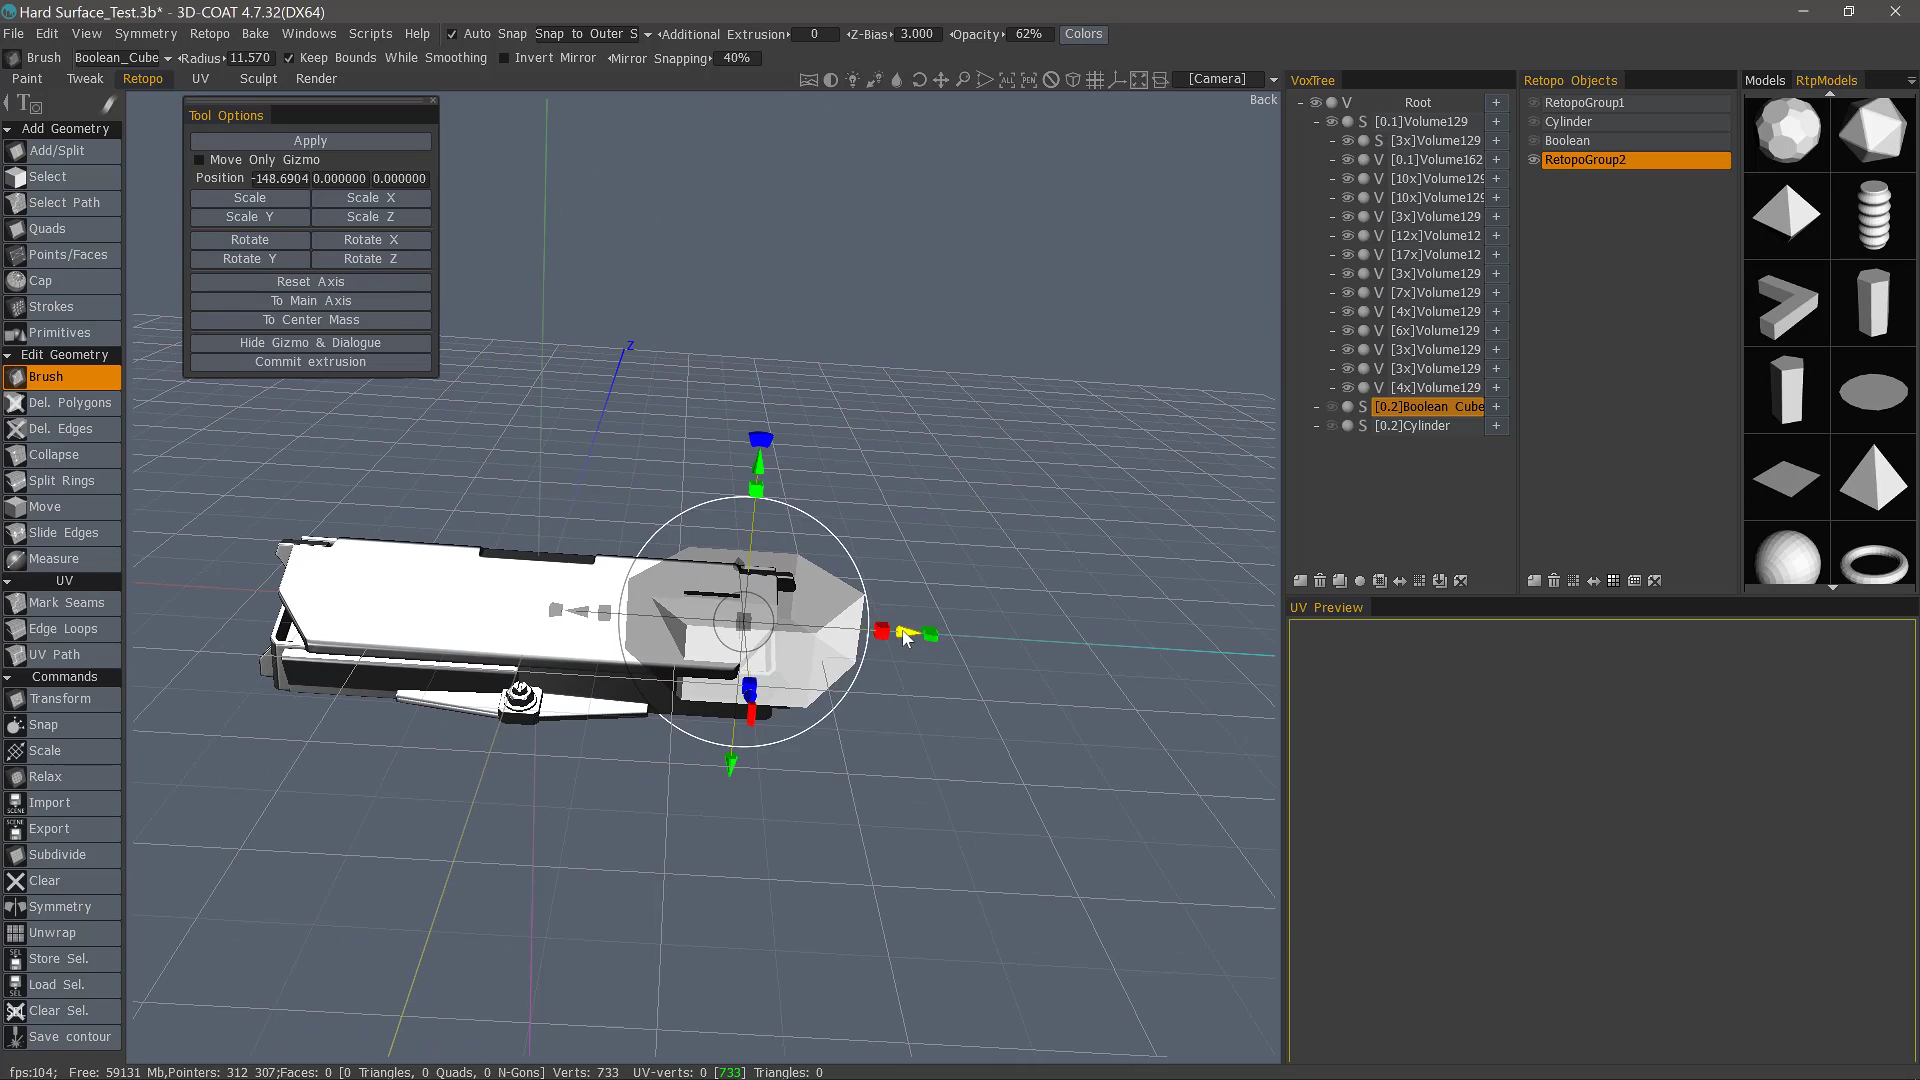 Hard Surface_Test.3b* - 3D-COAT 4.7.32(DX64)
File Edit View Symmetry Retopo Bake Windows Scripts Help Auto Snap Snap to Outer S Additional Extrusion 0 Z-Bias 3.000 Opacity 62% Colors
Brush Boolean_Cube Radius 11.570 Keep Bounds While Smoothing Invert Mirror Mirror Snapping 40%
Paint Tweak Retopo UV Sculpt Render [Camera]
Back
Add Geometry
Add/Split
Select
Select Path
Quads
Points/Faces
Cap
Strokes
Primitives
Edit Geometry
Brush
Del. Polygons
Del. Edges
Collapse
Split Rings
Move
Slide Edges
Measure
UV
Mark Seams
Edge Loops
UV Path
Commands
Transform
Snap
Scale
Relax
Import
Export
Subdivide
Clear
Symmetry
Unwrap
Store Sel.
Load Sel.
Clear Sel.
Save contour
Tool Options
Apply
Move Only Gizmo
Position -148.6904 0.000000 0.000000
Scale Scale X
Scale Y Scale Z
Rotate Rotate X
Rotate Y Rotate Z
Reset Axis
To Main Axis
To Center Mass
Hide Gizmo & Dialogue
Commit extrusion
Z
VoxTree
V Root +
S [0.1]Volume129 +
S [3x]Volume129 +
V [0.1]Volume162 +
V [10x]Volume129 +
V [10x]Volume129 +
V [3x]Volume129 +
V [12x]Volume12 +
V [17x]Volume12 +
V [3x]Volume129 +
V [7x]Volume129 +
V [4x]Volume129 +
V [6x]Volume129 +
V [3x]Volume129 +
V [3x]Volume129 +
V [4x]Volume129 +
S [0.2]Boolean Cube +
S [0.2]Cylinder +
Retopo Objects
RetopoGroup1
Cylinder
Boolean
RetopoGroup2
Models RtpModels
UV Preview
fps:104; Free: 59131 Mb,Pointers: 312 307;Faces: 0 [0 Triangles, 0 Quads, 0 N-Gons] Verts: 733 UV-verts: 0 [733] Triangles: 0